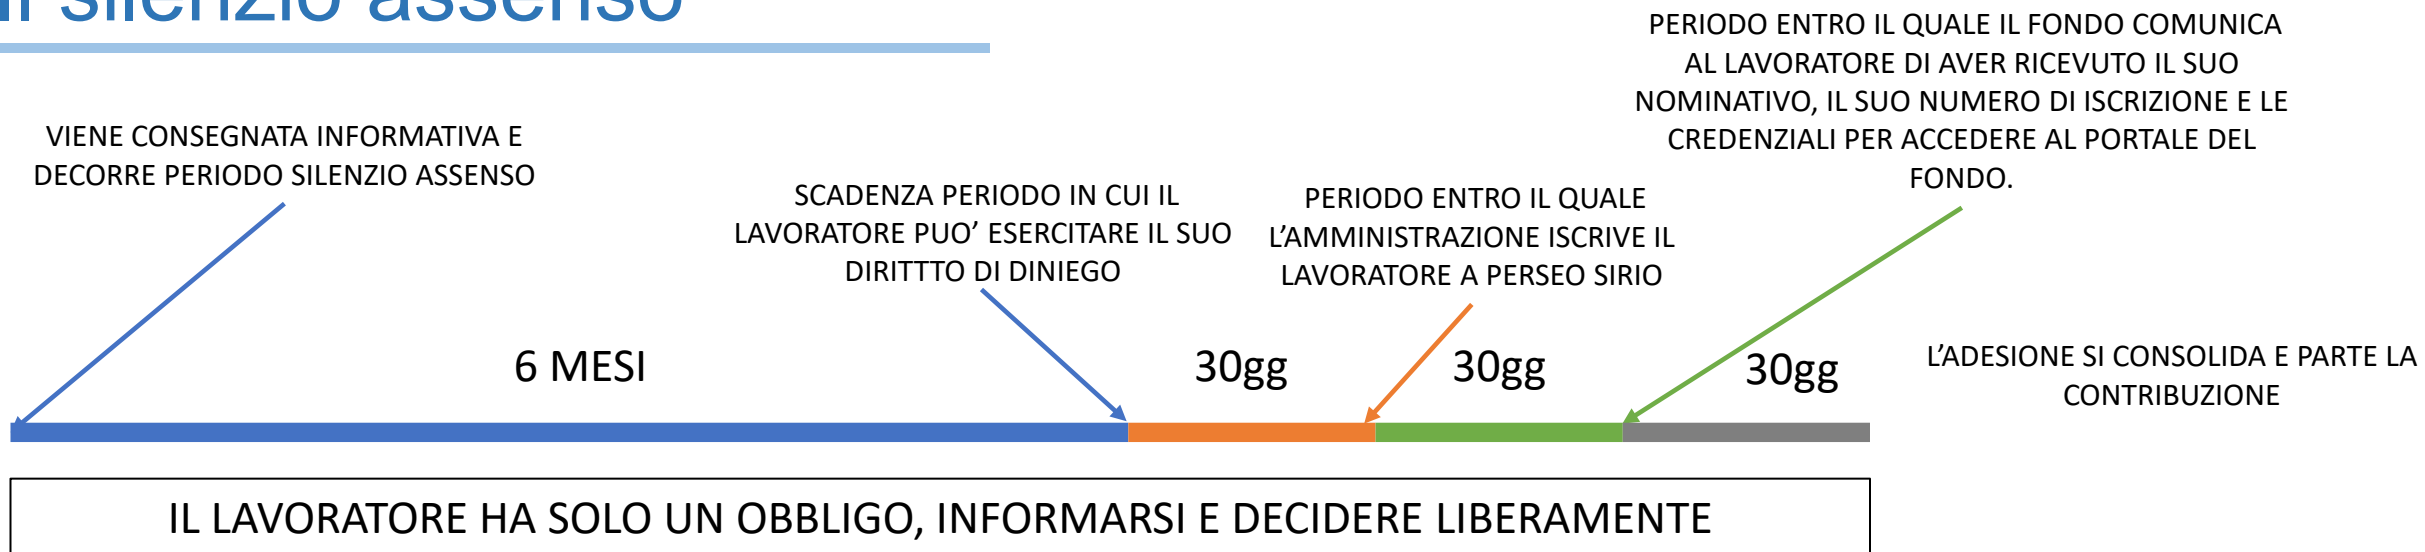 Il silenzio assenso
PERIODO ENTRO IL QUALE IL FONDO COMUNICA
AL LAVORATORE DI AVER RICEVUTO IL SUO
NOMINATIVO, IL SUO NUMERO DI ISCRIZIONE E LE
CREDENZIALI PER ACCEDERE AL PORTALE DEL
FONDO.
VIENE CONSEGNATA INFORMATIVA E
DECORRE PERIODO SILENZIO ASSENSO
SCADENZA PERIODO IN CUI IL
LAVORATORE PUO’ ESERCITARE IL SUO
DIRITTTO DI DINIEGO
PERIODO ENTRO IL QUALE
L’AMMINISTRAZIONE ISCRIVE IL
LAVORATORE A PERSEO SIRIO
6 MESI
30gg
30gg
30gg
L’ADESIONE SI CONSOLIDA E PARTE LA
CONTRIBUZIONE
IL LAVORATORE HA SOLO UN OBBLIGO, INFORMARSI E DECIDERE LIBERAMENTE